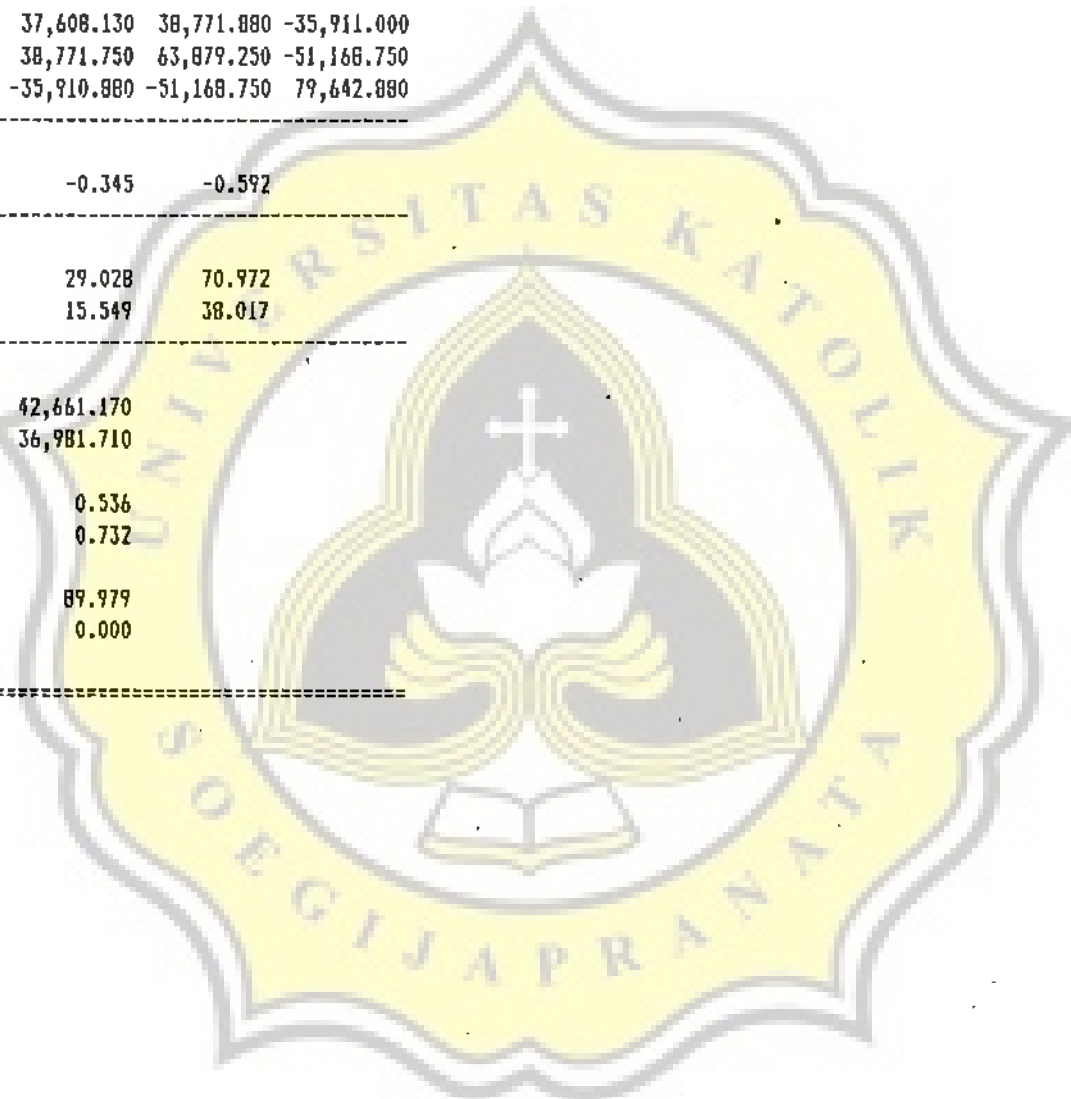 37,608.130 38,771.880 -35,911.000
38,771.750 63,879.250 -51,168.750
-35,910.880 -51,168.750 79,642.880
-0.345 -0.592
29.028 70.972
15.549 38.017
42,661.170
36,981.710
0.536
0.732
89.979
0.000
UNIVERSITAS KATOLIK
SOEGIJAPRANATA